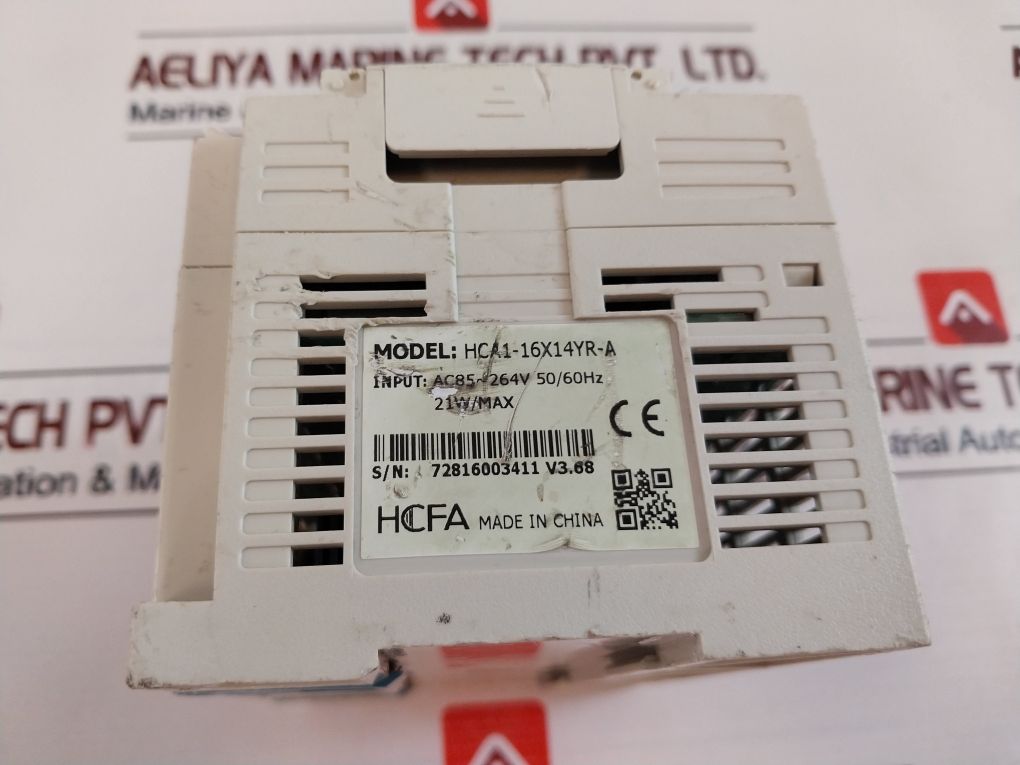 AELIYA MARINE TECH PVT. LTD.
Marine
MODEL: HCA1-16X14YR-A
INPUT: AC85~264V 50/60Hz
21W/MAX
CE
S/N: 72816003411 V3.68
HCFA MADE IN CHINA
ECH PVT
ation & M
RINE TE
strial Auto